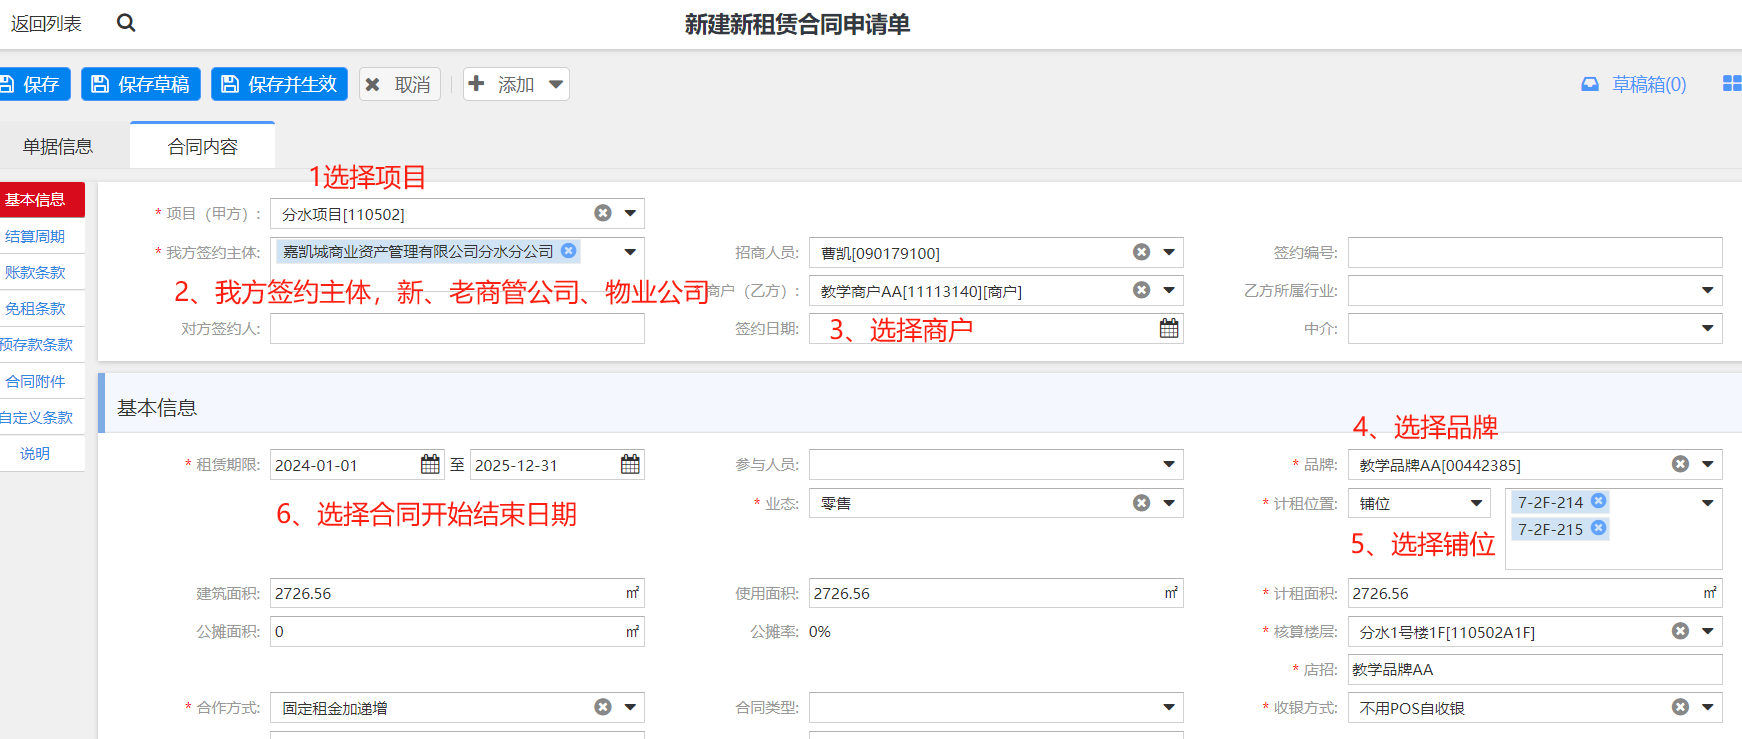 返回列表
新建新租赁合同申请单
保存
保存草稿
保存并生效
取消
添加
草稿箱(0)
单据信息
合同内容
1选择项目
基本信息
结算周期
账款条款
免租条款
预存款条款
合同附件
自定义条款
说明
* 项目（甲方）: 分水项目[110502]
* 我方签约主体: 嘉凯城商业资产管理有限公司分水分公司
招商人员: 曹凯[090179100]
签约编号:
2、我方签约主体，新、老商管公司、物业公司
商户（乙方）: 教学商户AA[11113140][商户]
乙方所属行业:
对方签约人:
签约日期:
3、选择商户
中介:
基本信息
4、选择品牌
* 租赁期限: 2024-01-01 至 2025-12-31
参与人员:
* 品牌: 教学品牌AA[00442385]
6、选择合同开始结束日期
* 业态: 零售
* 计租位置: 铺位 7-2F-214
7-2F-215
5、选择铺位
建筑面积: 2726.56 ㎡
使用面积: 2726.56 ㎡
* 计租面积: 2726.56 ㎡
公摊面积: 0 ㎡
公摊率: 0%
* 核算楼层: 分水1号楼1F[110502A1F]
* 店招: 教学品牌AA
* 合作方式: 固定租金加递增
合同类型:
* 收银方式: 不用POS自收银